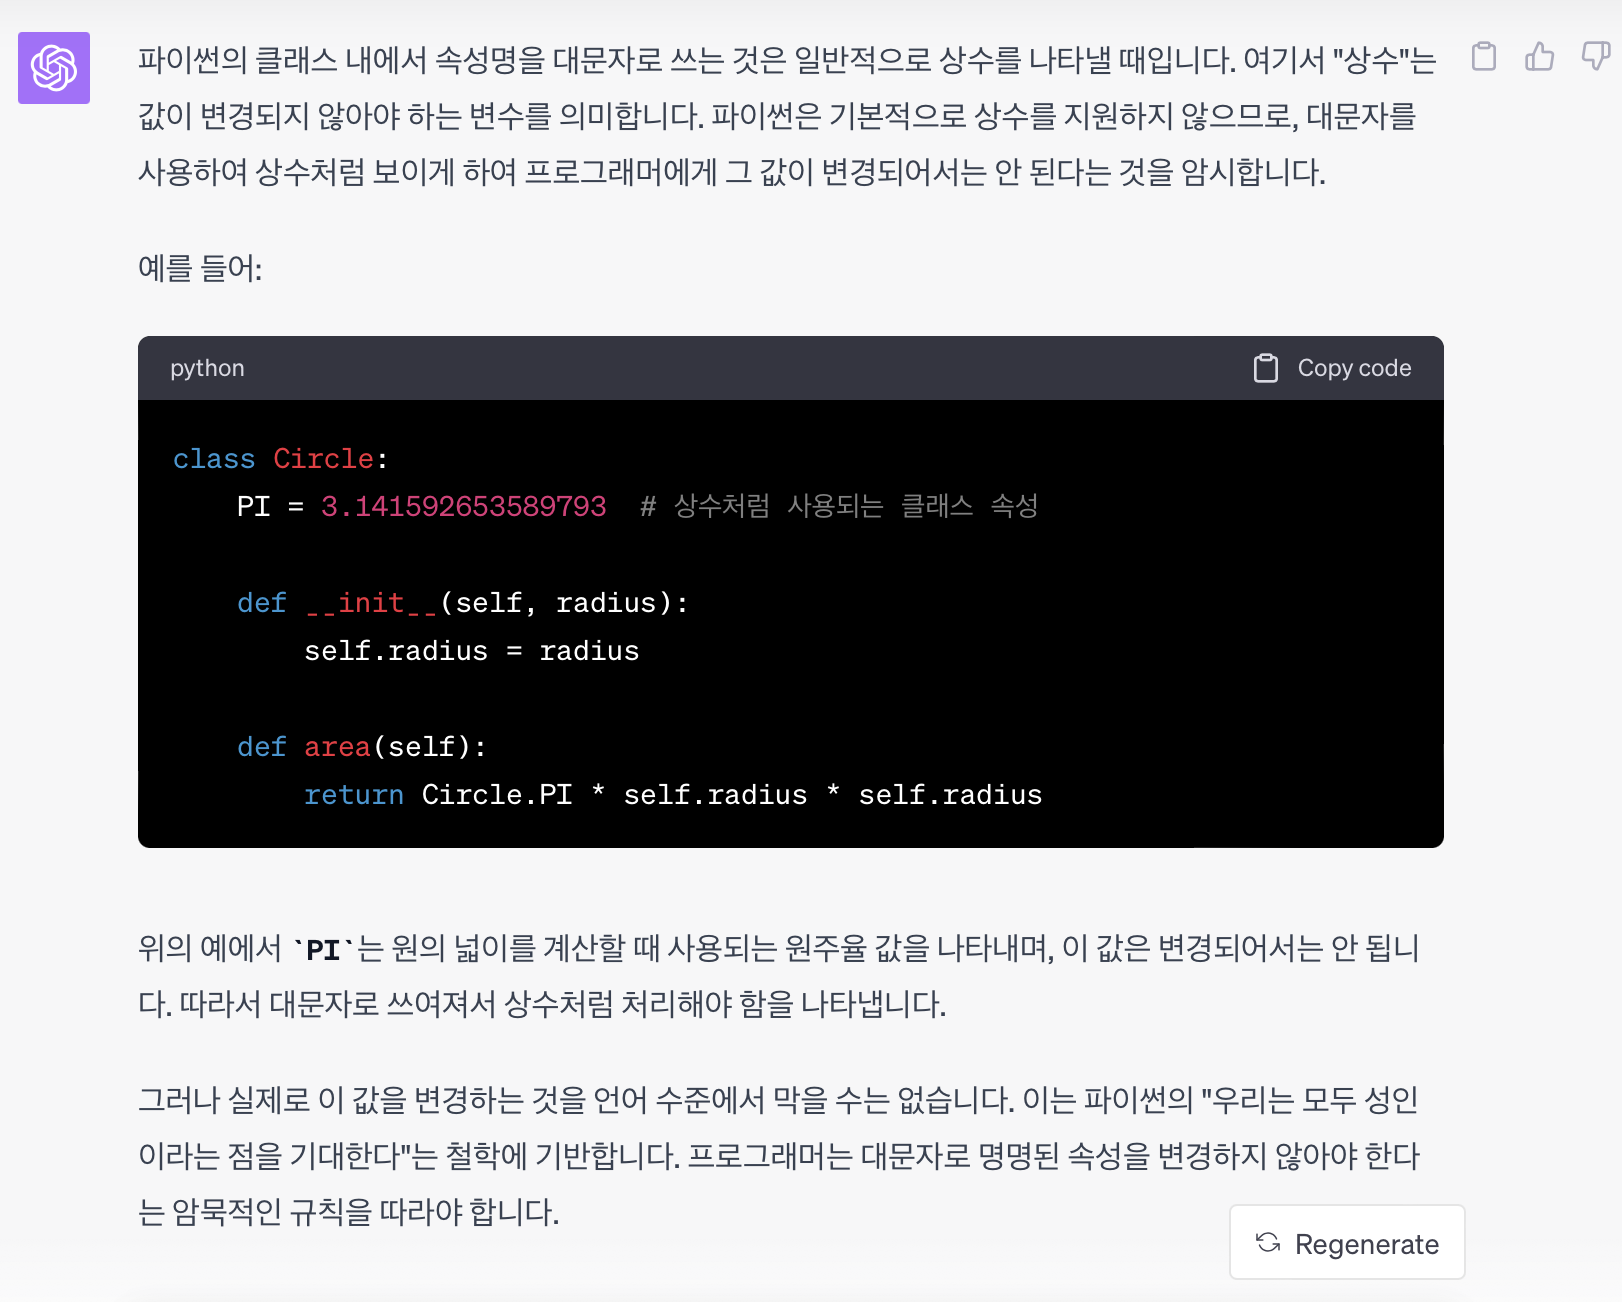 파이썬의 클래스 내에서 속성명을 대문자로 쓰는 것은 일반적으로 상수를 나타낼 때입니다. 여기서 "상수"는
값이 변경되지 않아야 하는 변수를 의미합니다. 파이썬은 기본적으로 상수를 지원하지 않으므로, 대문자를
사용하여 상수처럼 보이게 하여 프로그래머에게 그 값이 변경되어서는 안 된다는 것을 암시합니다.
예를 들어:
python Copy code
class Circle:
    PI = 3.141592653589793  # 상수처럼 사용되는 클래스 속성
    def __init__(self, radius):
        self.radius = radius
    def area(self):
        return Circle.PI * self.radius * self.radius
위의 예에서 `PI`는 원의 넓이를 계산할 때 사용되는 원주율 값을 나타내며, 이 값은 변경되어서는 안 됩니
다. 따라서 대문자로 쓰여져서 상수처럼 처리해야 함을 나타냅니다.
그러나 실제로 이 값을 변경하는 것을 언어 수준에서 막을 수는 없습니다. 이는 파이썬의 "우리는 모두 성인
이라는 점을 기대한다"는 철학에 기반합니다. 프로그래머는 대문자로 명명된 속성을 변경하지 않아야 한다
는 암묵적인 규칙을 따라야 합니다.
Regenerate